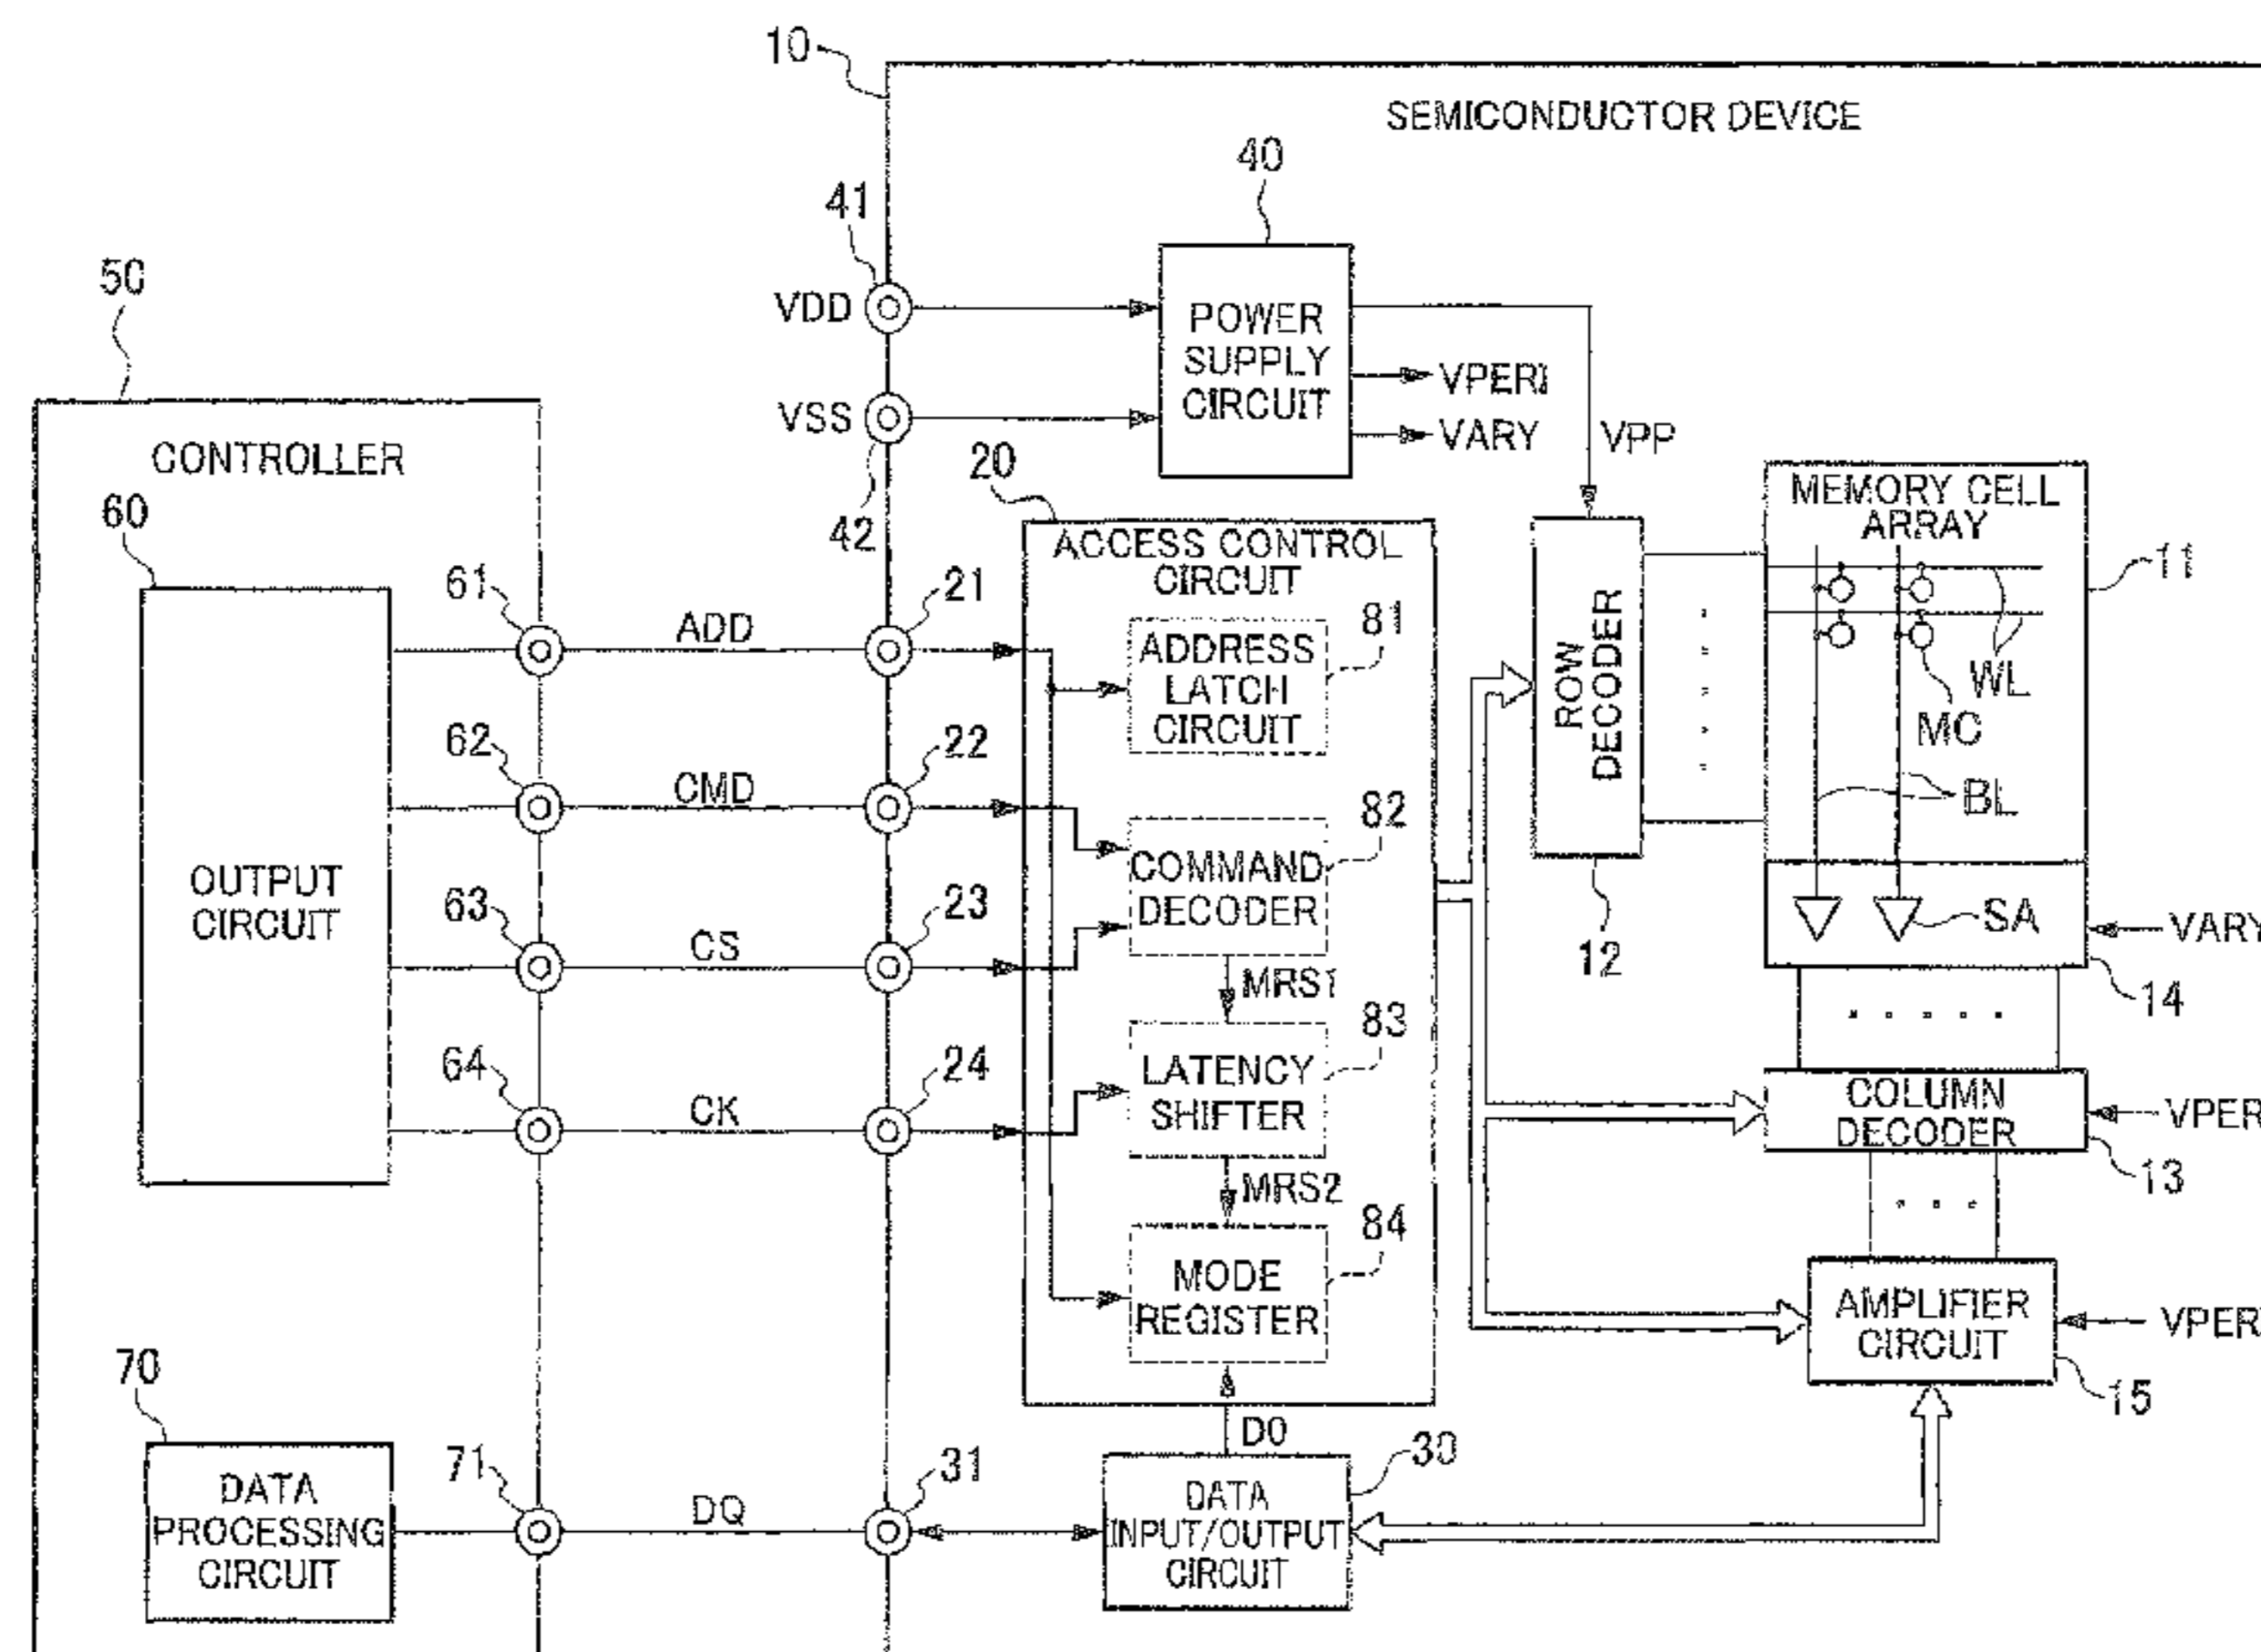 10
SEMICONDUCTOR DEVICE
40
41
50
VDD
POWER
SUPPLY
CIRCUIT
VPERI
VSS
VARY
VPP
42
CONTROLLER
20
60
MEMORY CELL
ARRAY
11
ACCESS CONTROL
CIRCUIT
61
ADD
21
81
ADDRESS
LATCH
CIRCUIT
ROW
DECODER
WL
MC
62
CMD
22
82
BL
COMMAND
DECODER
OUTPUT
CIRCUIT
63
CS
23
12
SA
VARY
14
MRS1
83
64
CK
24
LATENCY
SHIFTER
COLUMN
DECODER
VPER
13
MRS2
84
MODE
REGISTER
AMPLIFIER
CIRCUIT
VPER
15
70
D0
30
DATA
PROCESSING
CIRCUIT
71
DQ
31
DATA
INPUT/OUTPUT
CIRCUIT